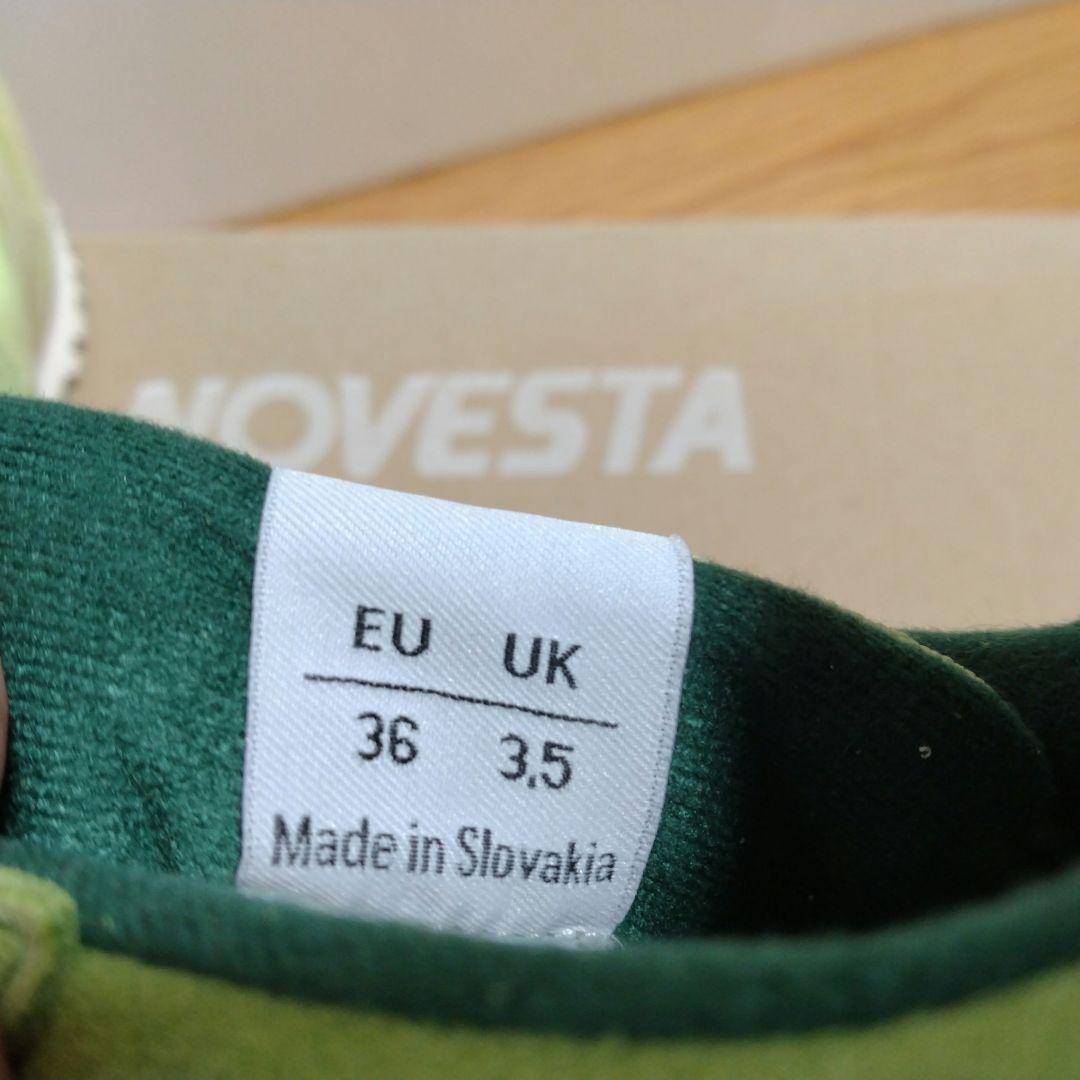 NOVESTA
EU UK
36 3.5
Made in Slovakia